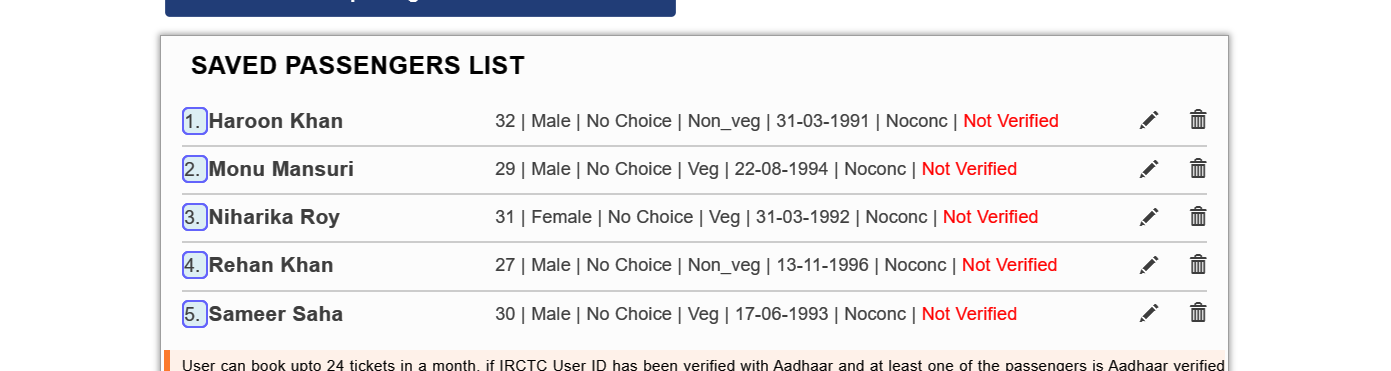 SAVED PASSENGERS LIST
1. Haroon Khan 32 | Male | No Choice | Non_veg | 31-03-1991 | Noconc | Not Verified
2. Monu Mansuri 29 | Male | No Choice | Veg | 22-08-1994 | Noconc | Not Verified
3. Niharika Roy 31 | Female | No Choice | Veg | 31-03-1992 | Noconc | Not Verified
4. Rehan Khan 27 | Male | No Choice | Non_veg | 13-11-1996 | Noconc | Not Verified
5. Sameer Saha 30 | Male | No Choice | Veg | 17-06-1993 | Noconc | Not Verified
User can book upto 24 tickets in a month, if IRCTC User ID has been verified with Aadhaar and at least one of the passengers is Aadhaar verified